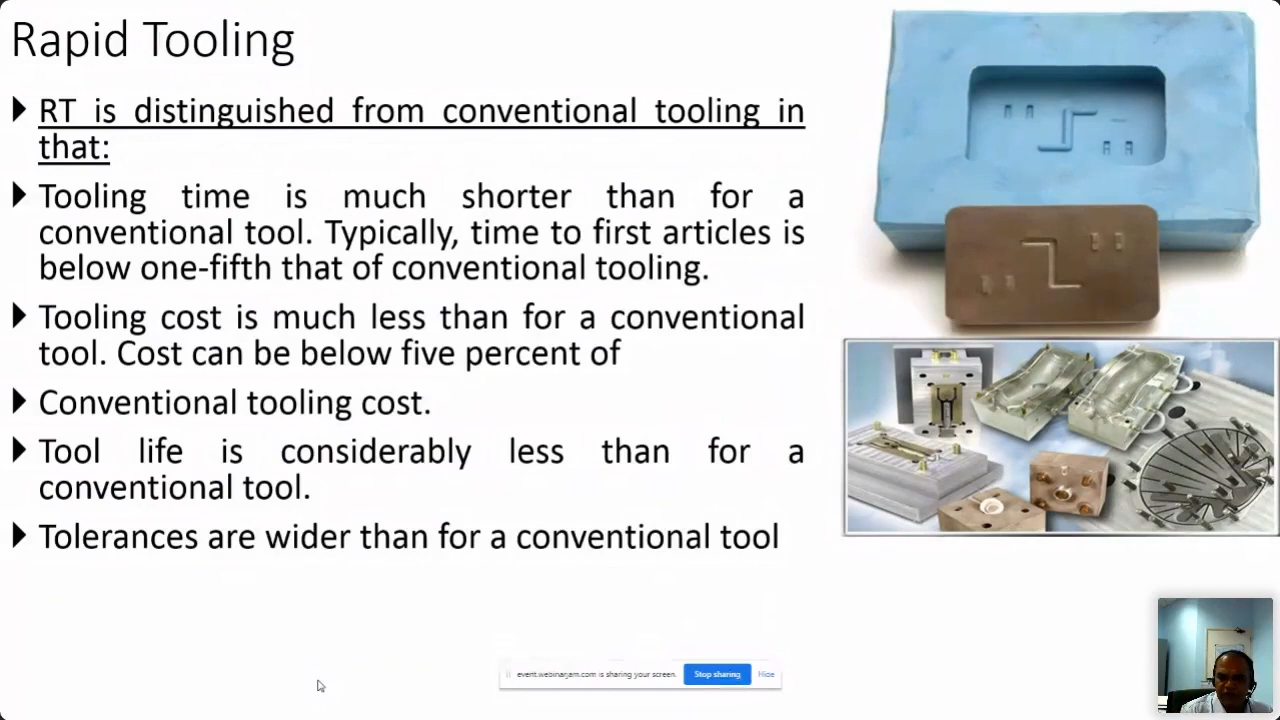 Rapid Tooling
RT is distinguished from conventional tooling in
that:
Tooling time is much shorter than for a
conventional tool. Typically, time to first articles is
below one-fifth that of conventional tooling.
Tooling cost is much less than for a conventional
tool. Cost can be below five percent of
Conventional tooling cost.
Tool life is considerably less than for a
conventional tool.
Tolerances are wider than for a conventional tool
event.webinarjam.com is sharing your screen.
Stop sharing
Hide